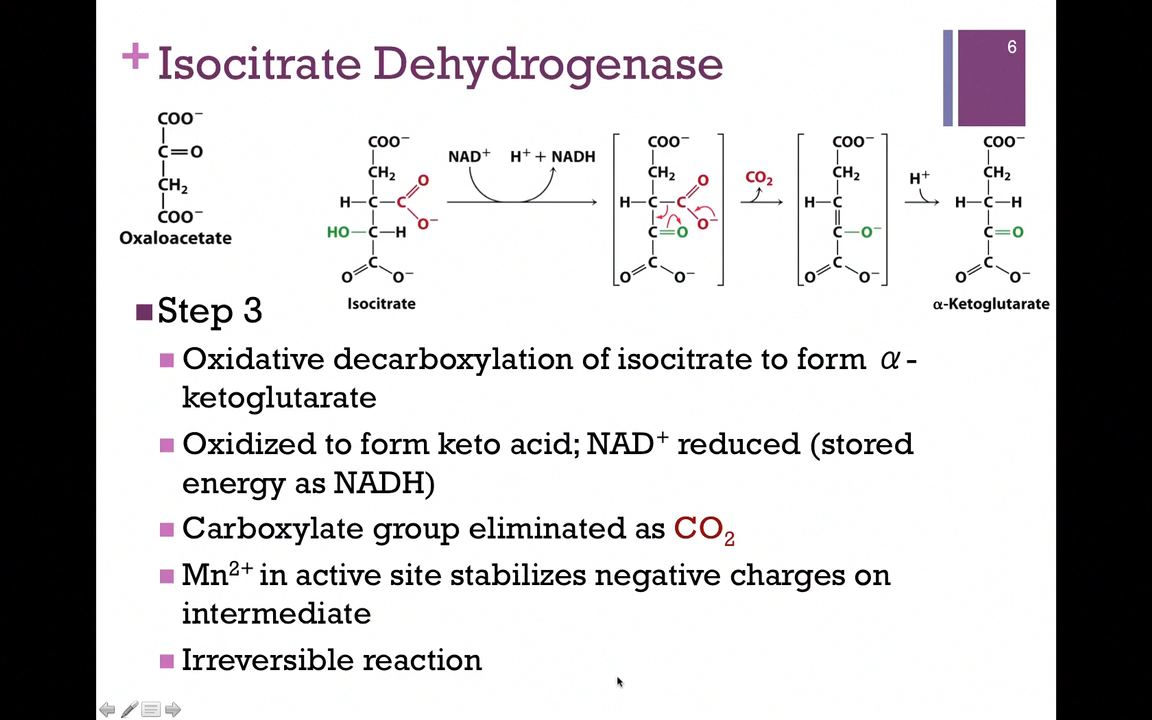 6
+ Isocitrate Dehydrogenase
COO⁻
C=O
CH₂
COO⁻
Oxaloacetate
COO⁻
CH₂
H–C–C
O
O⁻
HO–C–H
C
O
O⁻
Isocitrate
NAD⁺ H⁺ + NADH
COO⁻
CH₂
H–C–C
O
O⁻
C=O
C
O
O⁻
CO₂
COO⁻
CH₂
H–C
C–O⁻
C
O
O⁻
H⁺
COO⁻
CH₂
H–C–H
C=O
C
O
O⁻
α-Ketoglutarate
Step 3
Oxidative decarboxylation of isocitrate to form α-
ketoglutarate
Oxidized to form keto acid; NAD⁺ reduced (stored
energy as NADH)
Carboxylate group eliminated as CO₂
Mn²⁺ in active site stabilizes negative charges on
intermediate
Irreversible reaction